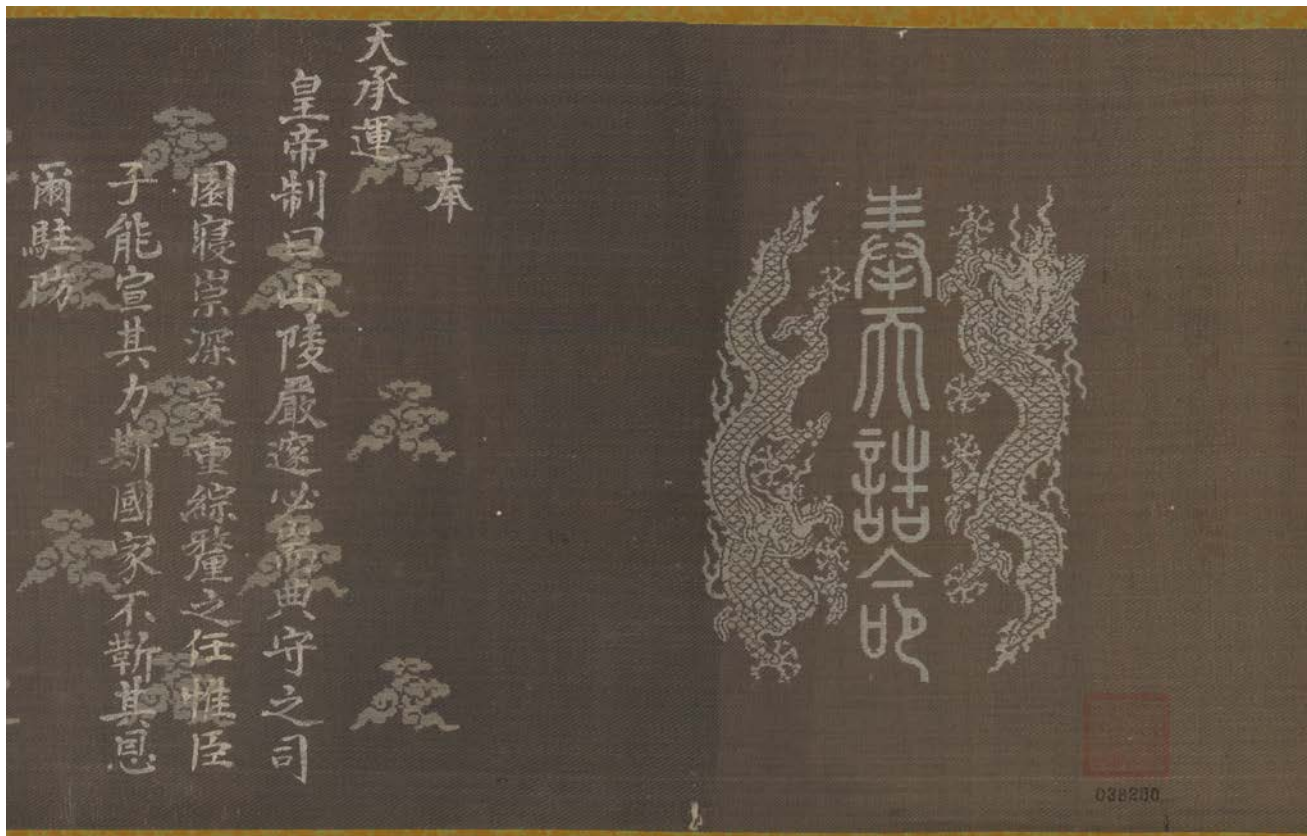 奉天誥命
奉
天承運
皇帝制曰山陵嚴邃必需典守之司
園寢崇深爰重綜釐之任惟臣
子能宣其力斯國家不靳其恩
爾駐防
038280